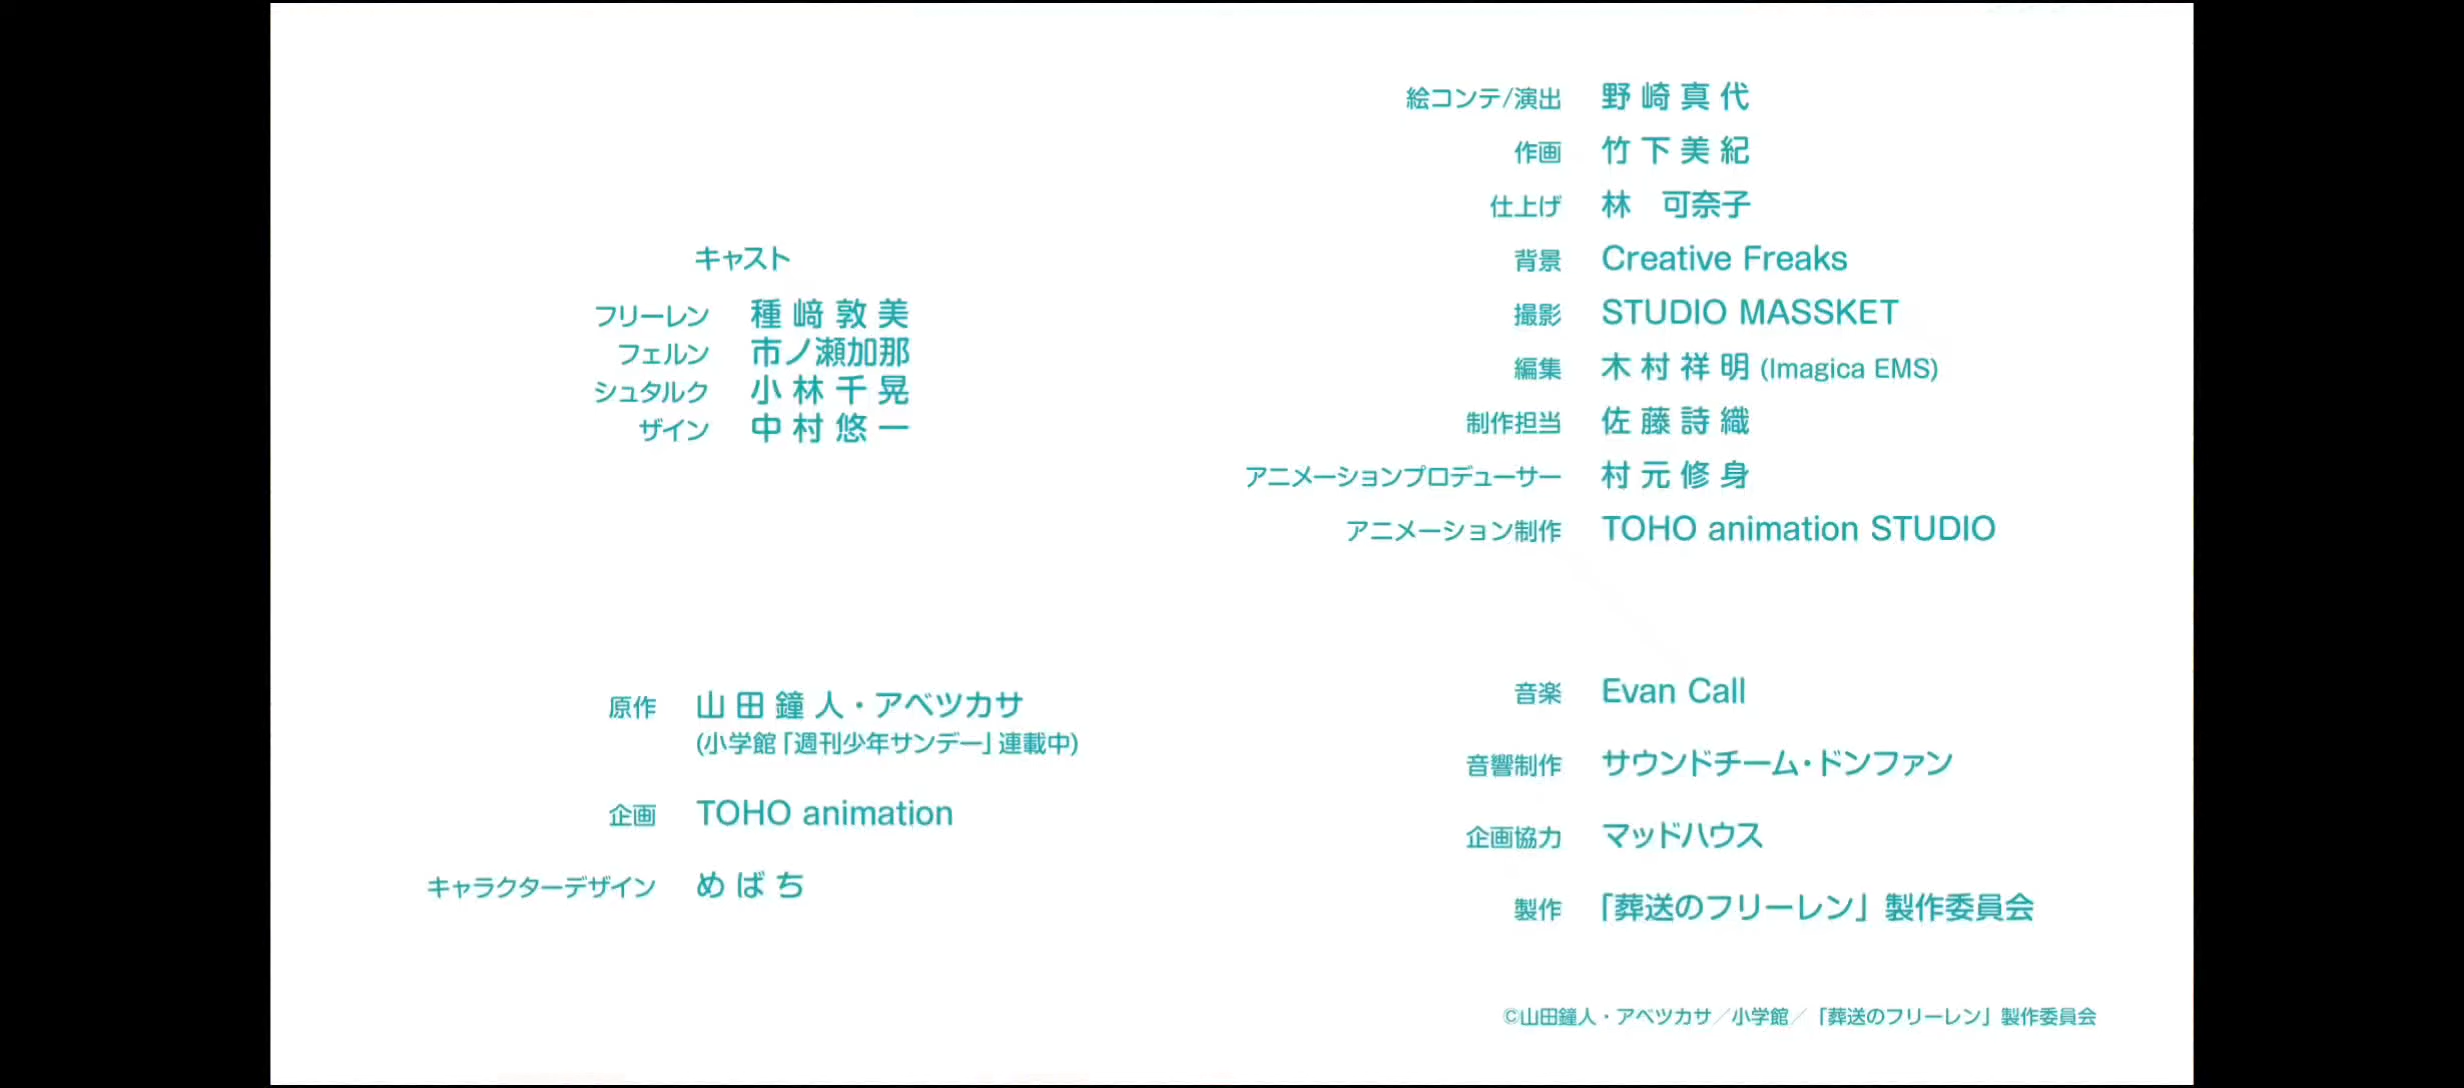 キャスト
フリーレン 種﨑敦美
フェルン 市ノ瀬加那
シュタルク 小林千晃
ザイン 中村悠一
原作 山田鐘人・アベツカサ
(小学館「週刊少年サンデー」連載中)
企画 TOHO animation
キャラクターデザイン めばち
絵コンテ/演出 野崎真代
作画 竹下美紀
仕上げ 林 可奈子
背景 Creative Freaks
撮影 STUDIO MASSKET
編集 木村祥明 (Imagica EMS)
制作担当 佐藤詩織
アニメーションプロデューサー 村元修身
アニメーション制作 TOHO animation STUDIO
音楽 Evan Call
音響制作 サウンドチーム・ドンファン
企画協力 マッドハウス
製作 「葬送のフリーレン」製作委員会
©山田鐘人・アベツカサ／小学館／「葬送のフリーレン」製作委員会